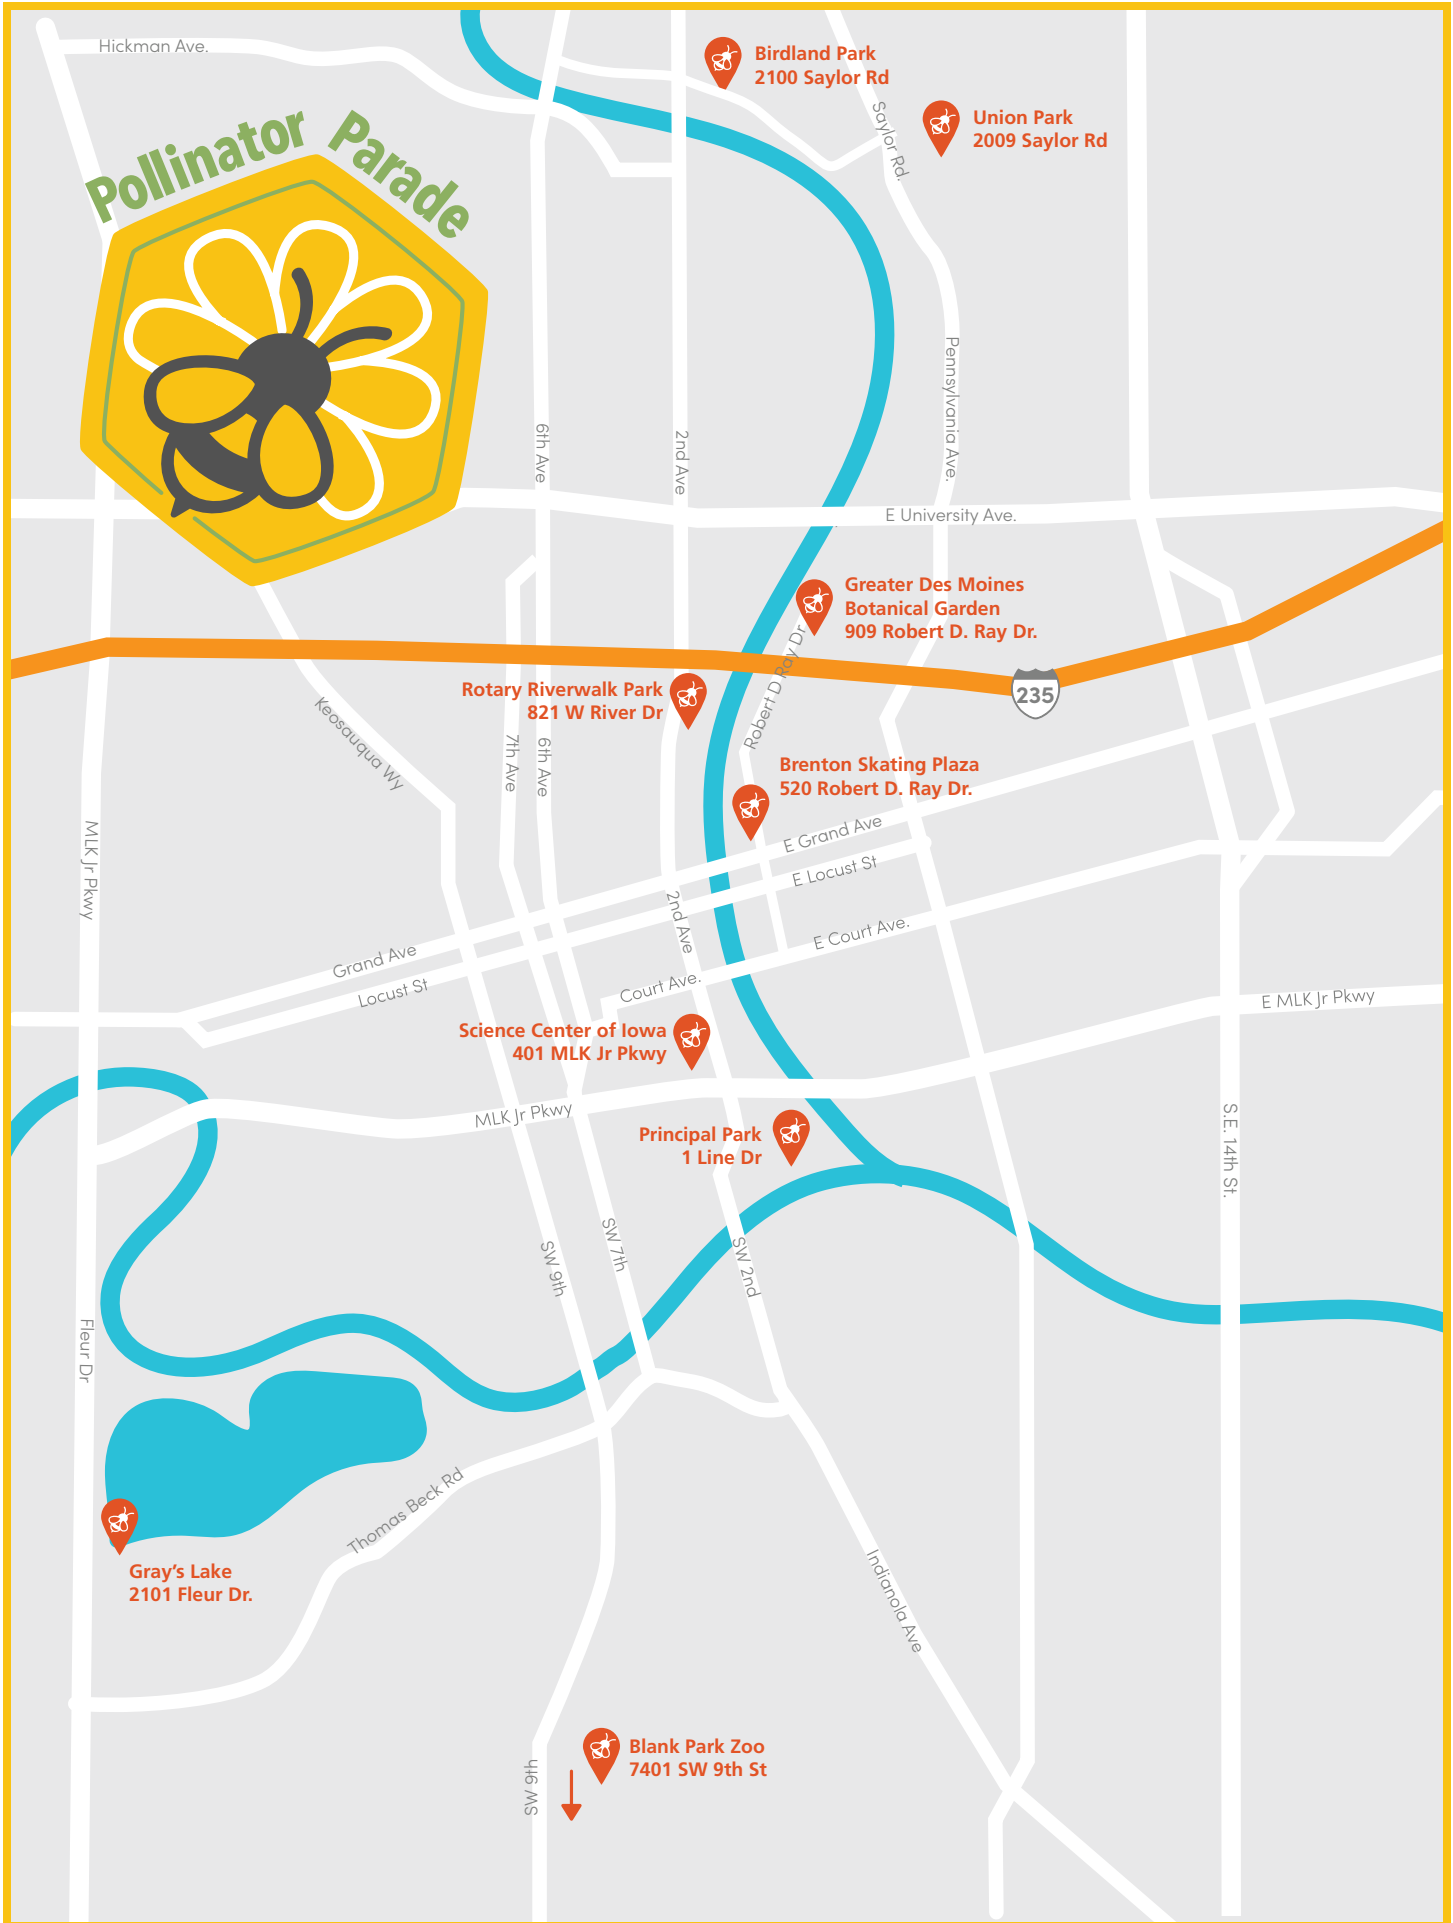 Hickman Ave.
Birdland Park
2100 Saylor Rd
Saylor Rd.
Union Park
2009 Saylor Rd
Pollinator Parade
Pennsylvania Ave.
6th Ave
2nd Ave
E University Ave.
Greater Des Moines
Botanical Garden
909 Robert D. Ray Dr.
Robert D Ray Dr
235
Rotary Riverwalk Park
821 W River Dr
Keosauqua Wy
7th Ave
6th Ave
Brenton Skating Plaza
520 Robert D. Ray Dr.
MLK Jr Pkwy
E Grand Ave
E Locust St
2nd Ave
E Court Ave.
Grand Ave
Locust St
Court Ave.
E MLK Jr Pkwy
Science Center of Iowa
401 MLK Jr Pkwy
MLK Jr Pkwy
Principal Park
1 Line Dr
S.E. 14th St.
SW 9th
SW 7th
SW 2nd
Fleur Dr
Thomas Beck Rd
Gray's Lake
2101 Fleur Dr.
Indianola Ave
Blank Park Zoo
7401 SW 9th St
SW 9th